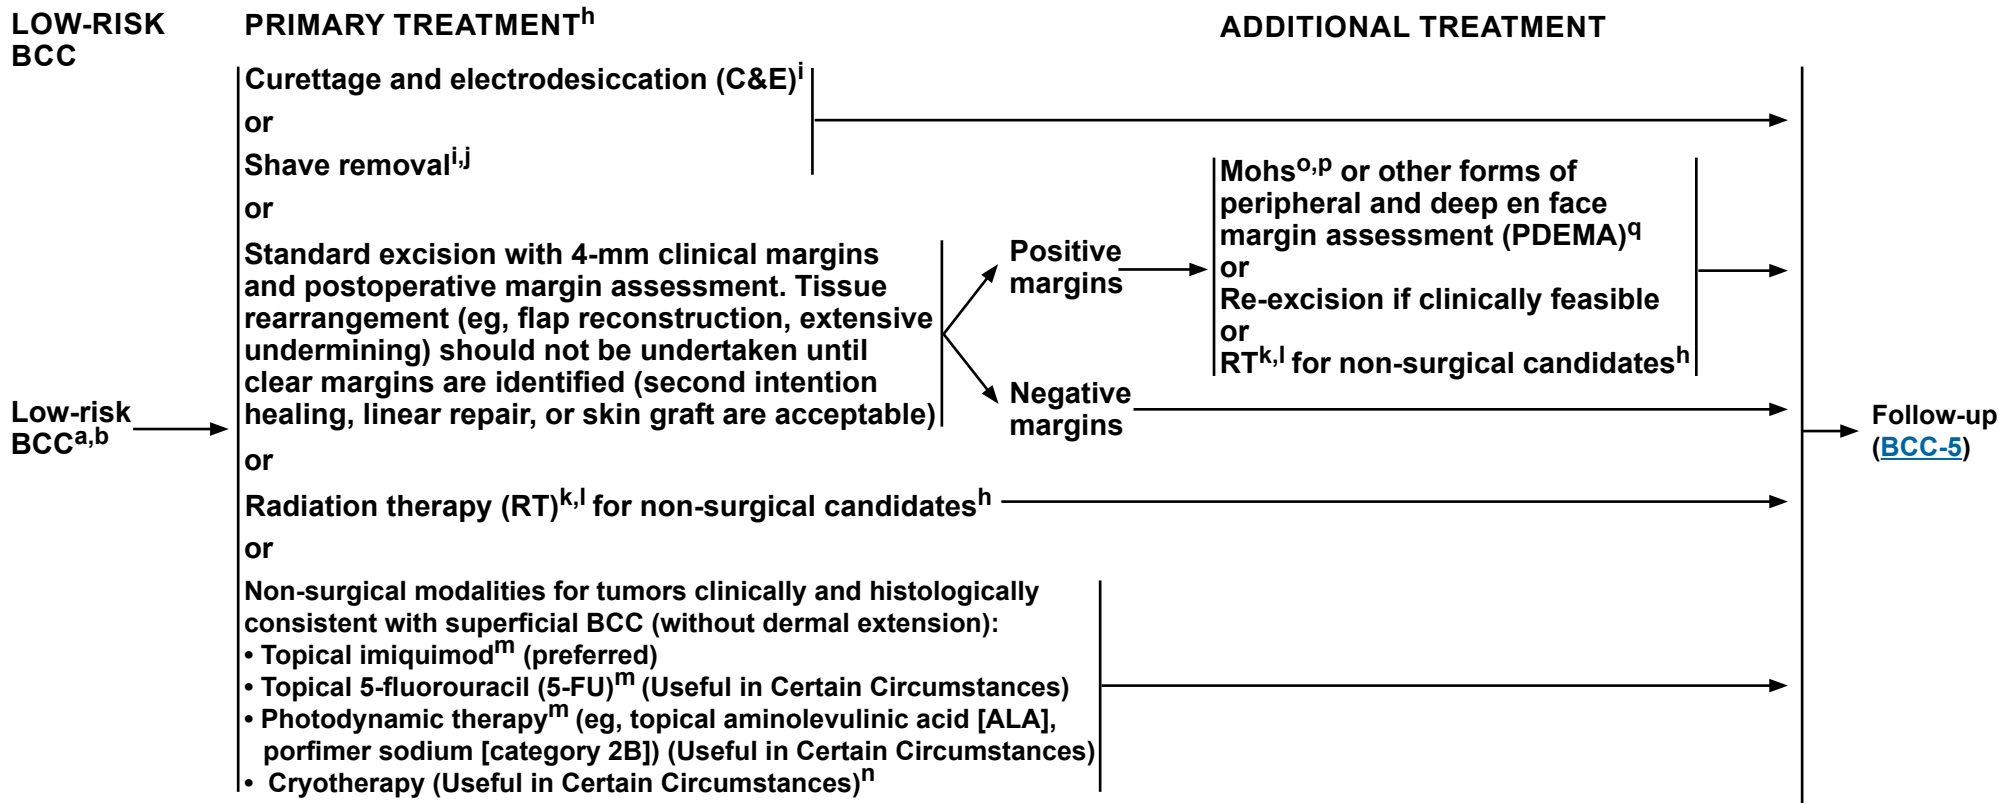 LOW-RISK
BCC
PRIMARY TREATMENTh
ADDITIONAL TREATMENT
Low-risk
BCCa,b
Curettage and electrodesiccation (C&E)i
or
Shave removali,j
or
Standard excision with 4-mm clinical margins
and postoperative margin assessment. Tissue
rearrangement (eg, flap reconstruction, extensive
undermining) should not be undertaken until
clear margins are identified (second intention
healing, linear repair, or skin graft are acceptable)
or
Radiation therapy (RT)k,l for non-surgical candidatesh
or
Non-surgical modalities for tumors clinically and histologically
consistent with superficial BCC (without dermal extension):
• Topical imiquimodm (preferred)
• Topical 5-fluorouracil (5-FU)m (Useful in Certain Circumstances)
• Photodynamic therapym (eg, topical aminolevulinic acid [ALA],
porfimer sodium [category 2B]) (Useful in Certain Circumstances)
• Cryotherapy (Useful in Certain Circumstances)n
Positive
margins
Negative
margins
Mohso,p or other forms of
peripheral and deep en face
margin assessment (PDEMA)q
or
Re-excision if clinically feasible
or
RTk,l for non-surgical candidatesh
Follow-up
(BCC-5)